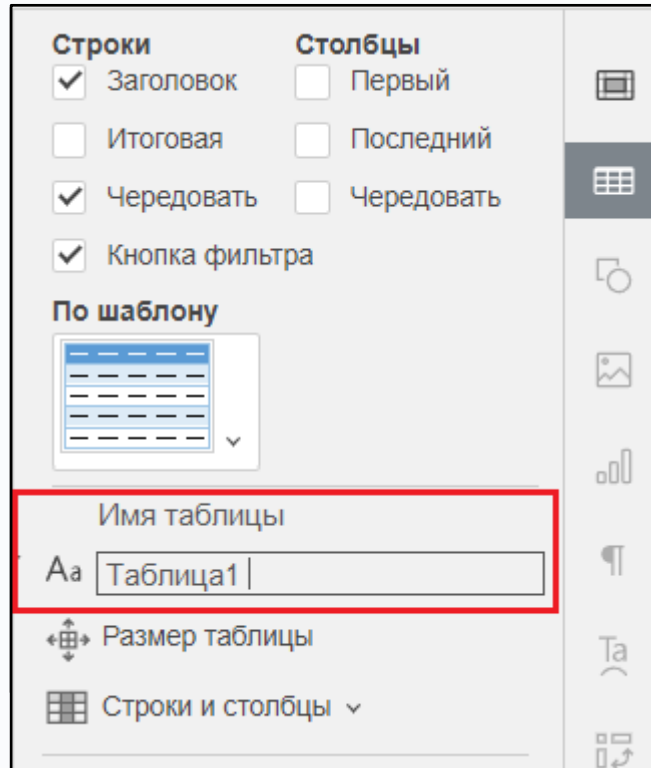 Строки Столбцы
Заголовок Первый
Итоговая Последний
Чередовать Чередовать
Кнопка фильтра
По шаблону
Имя таблицы
Aa Таблица1
Размер таблицы
Строки и столбцы
Ta